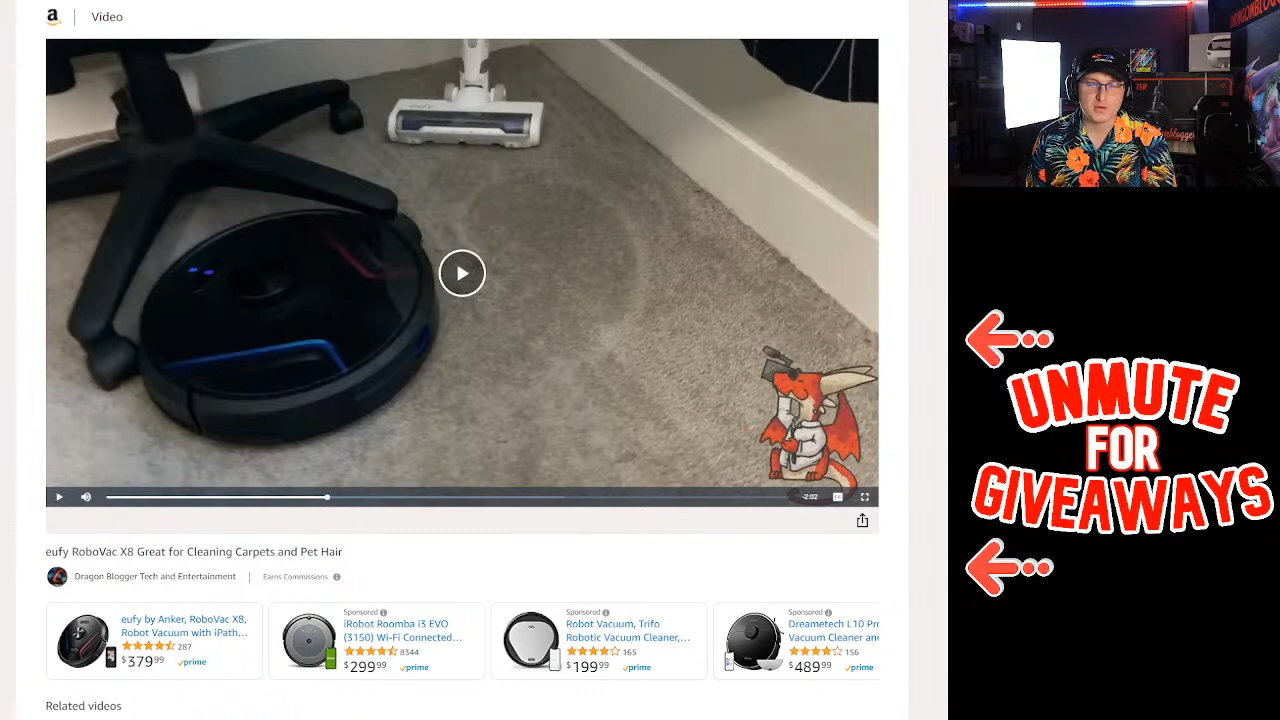 a
Video
-2:02
eufy RoboVac X8 Great for Cleaning Carpets and Pet Hair
Dragon Blogger Tech and Entertainment
Earns Commissions
eufy by Anker, RoboVac X8,
Robot Vacuum with iPath...
287
$379.99 prime
Sponsored
iRobot Roomba i3 EVO
(3150) Wi-Fi Connected...
8344
$299.99 prime
Sponsored
Robot Vacuum, Trifo
Robotic Vacuum Cleaner,...
165
$199.99 prime
Sponsored
Dreametech L10 Pro
Vacuum Cleaner and
156
$489.99 prime
Related videos
UNMUTE
FOR
GIVEAWAYS